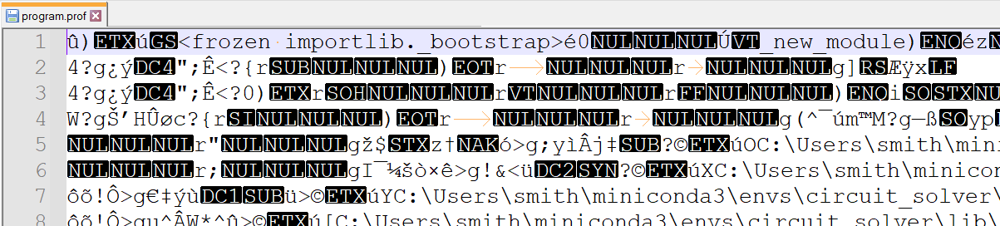 program.prof
1 û)ETXúGS<frozen importlib._bootstrap>é0NULNULNULÚVT_new_module)ENQézN
2 4?g¿ýDC4";Ê<?{rSUBNULNULNUL)EOTr→NULNULNULr→NULNULNULg]RSÆÿxLF
3 4?g¿ýDC4";Ê<?0)ETXrSOHNULNULNULrVTNULNULNULrFFNULNULNUL)ENQiSOSTXNU
4 W?gŠ’HÛøc?{rSINULNULNUL)EOTr→NULNULNULr→NULNULNULg(^¯úm™M?g—ßSOyp
5 NULNULNULr"NULNULNULgž$STXz†NAKó>g;yìÂj‡SUB?©ETXúOC:\Users\smith\minicon
6 NULNULNULr;NULNULNULgI¯¼šò×ê>g!&<üDC2SYN?©ETXúXC:\Users\smith\minicon
7 ôõ!Ô>g€‡ýùDC1SUBü>©ETXúYC:\Users\smith\miniconda3\envs\circuit_solver\
8 ôõ!Ô>gu^ÂW*^û>©ETXú[C:\Users\smith\miniconda3\envs\circuit_solver\lib\